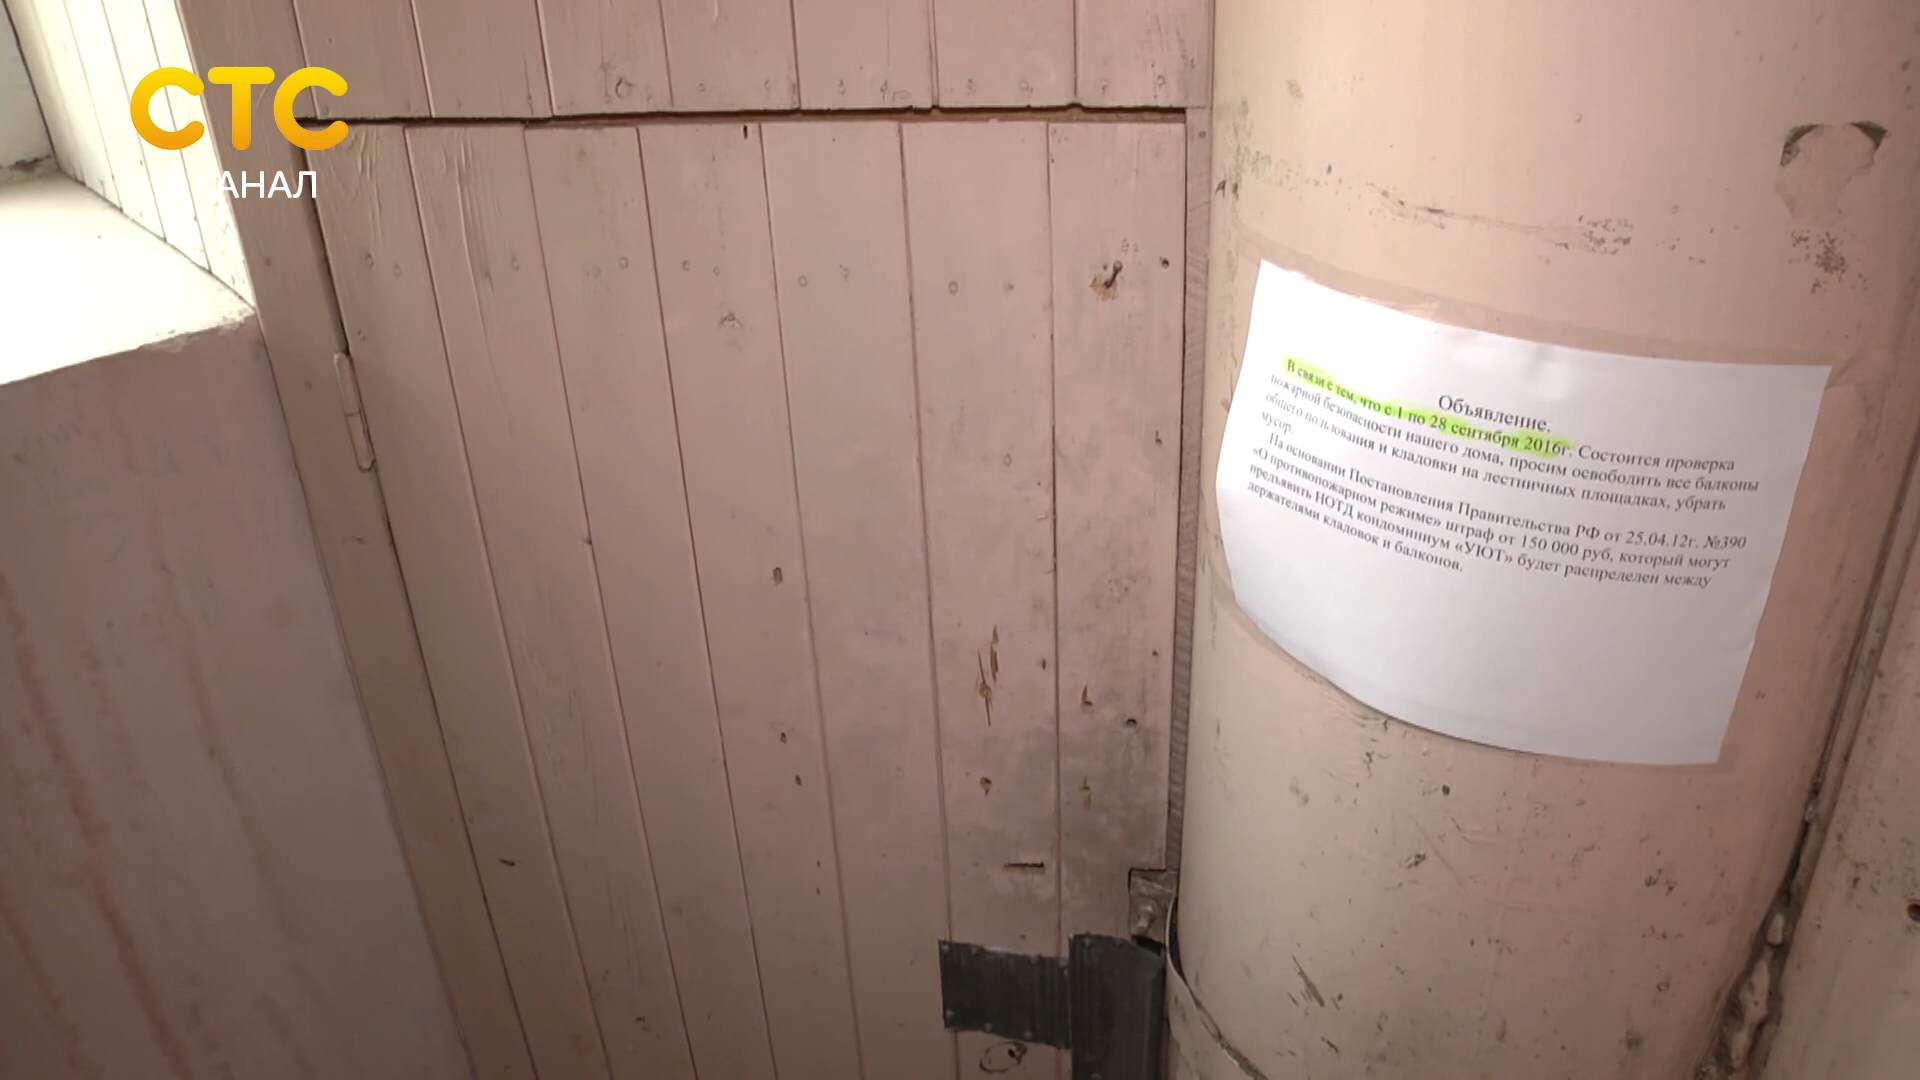 СТС
КАНАЛ
Объявление.
В связи с тем, что с 1 по 28 сентября 2016г. Состоится проверка
пожарной безопасности нашего дома, просим освободить все балконы
общего пользования и кладовки на лестничных площадках, убрать
мусор.
На основании Постановления Правительства РФ от 25.04.12г. №390
«О противопожарном режиме» штраф от 150 000 руб, который могут
предъявить НОТД кондоминиум «УЮТ» будет распределен между
держателями кладовок и балконов.